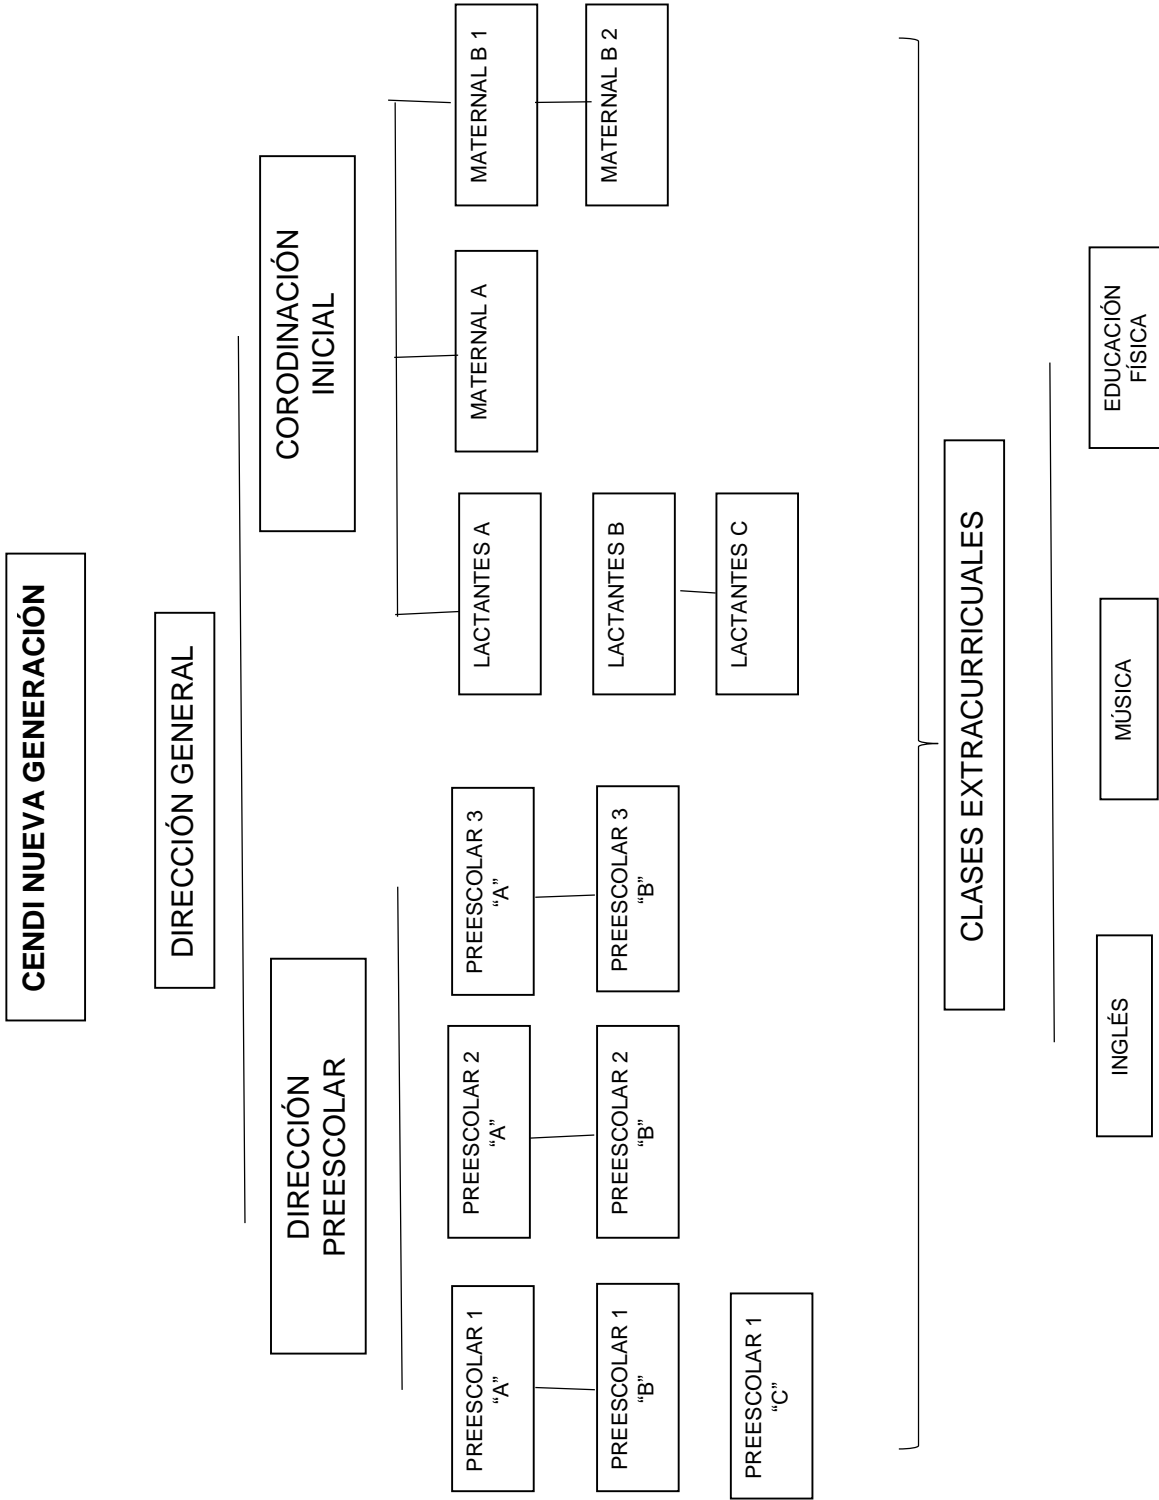 CENDI NUEVA GENERACIÓN
DIRECCIÓN GENERAL
DIRECCIÓN
PREESCOLAR
CORODINACIÓN
INICIAL
PREESCOLAR 1
“A”
PREESCOLAR 2
“A”
PREESCOLAR 3
“A”
LACTANTES A
MATERNAL A
MATERNAL B 1
PREESCOLAR 1
“B”
PREESCOLAR 2
“B”
PREESCOLAR 3
“B”
LACTANTES B
MATERNAL B 2
PREESCOLAR 1
“C”
LACTANTES C
CLASES EXTRACURRICUALES
INGLÉS
MÚSICA
EDUCACIÓN
FÍSICA